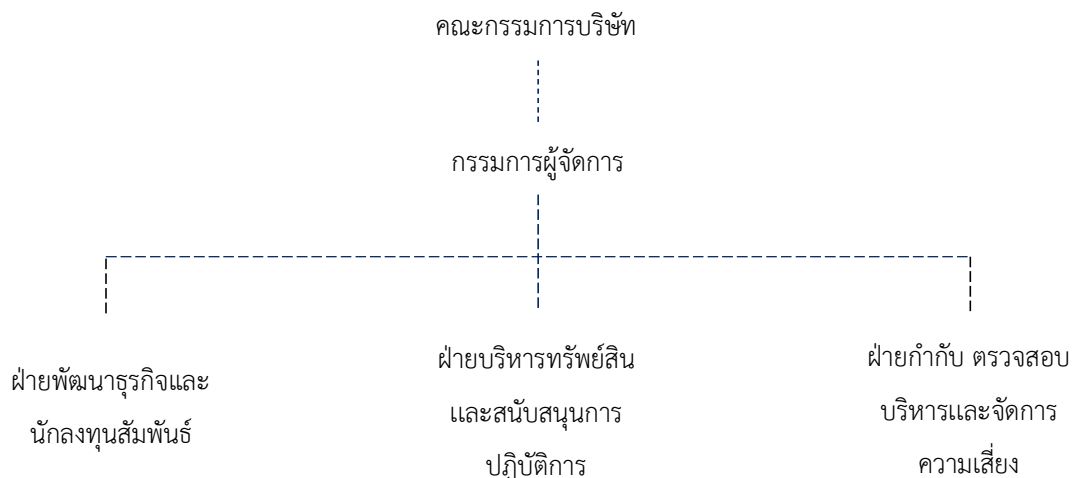 คณะกรรมการบริษัท
กรรมการผู้จัดการ
ฝ่ายพัฒนาธุรกิจและ
นักลงทุนสัมพันธ์
ฝ่ายบริหารทรัพย์สิน
และสนับสนุนการ
ปฏิบัติการ
ฝ่ายกำกับ ตรวจสอบ
บริหารและจัดการ
ความเสี่ยง